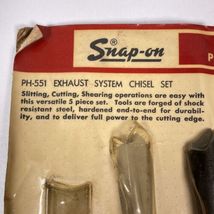 Snap-on
P
PH-551 EXHAUST SYSTEM CHISEL SET
Slitting, Cutting, Shearing operations are easy with
this versatile 5 piece set. Tools are forged of shock
resistant steel, hardened end-to-end for durabil-
ity, and to deliver full power to the cutting edge.